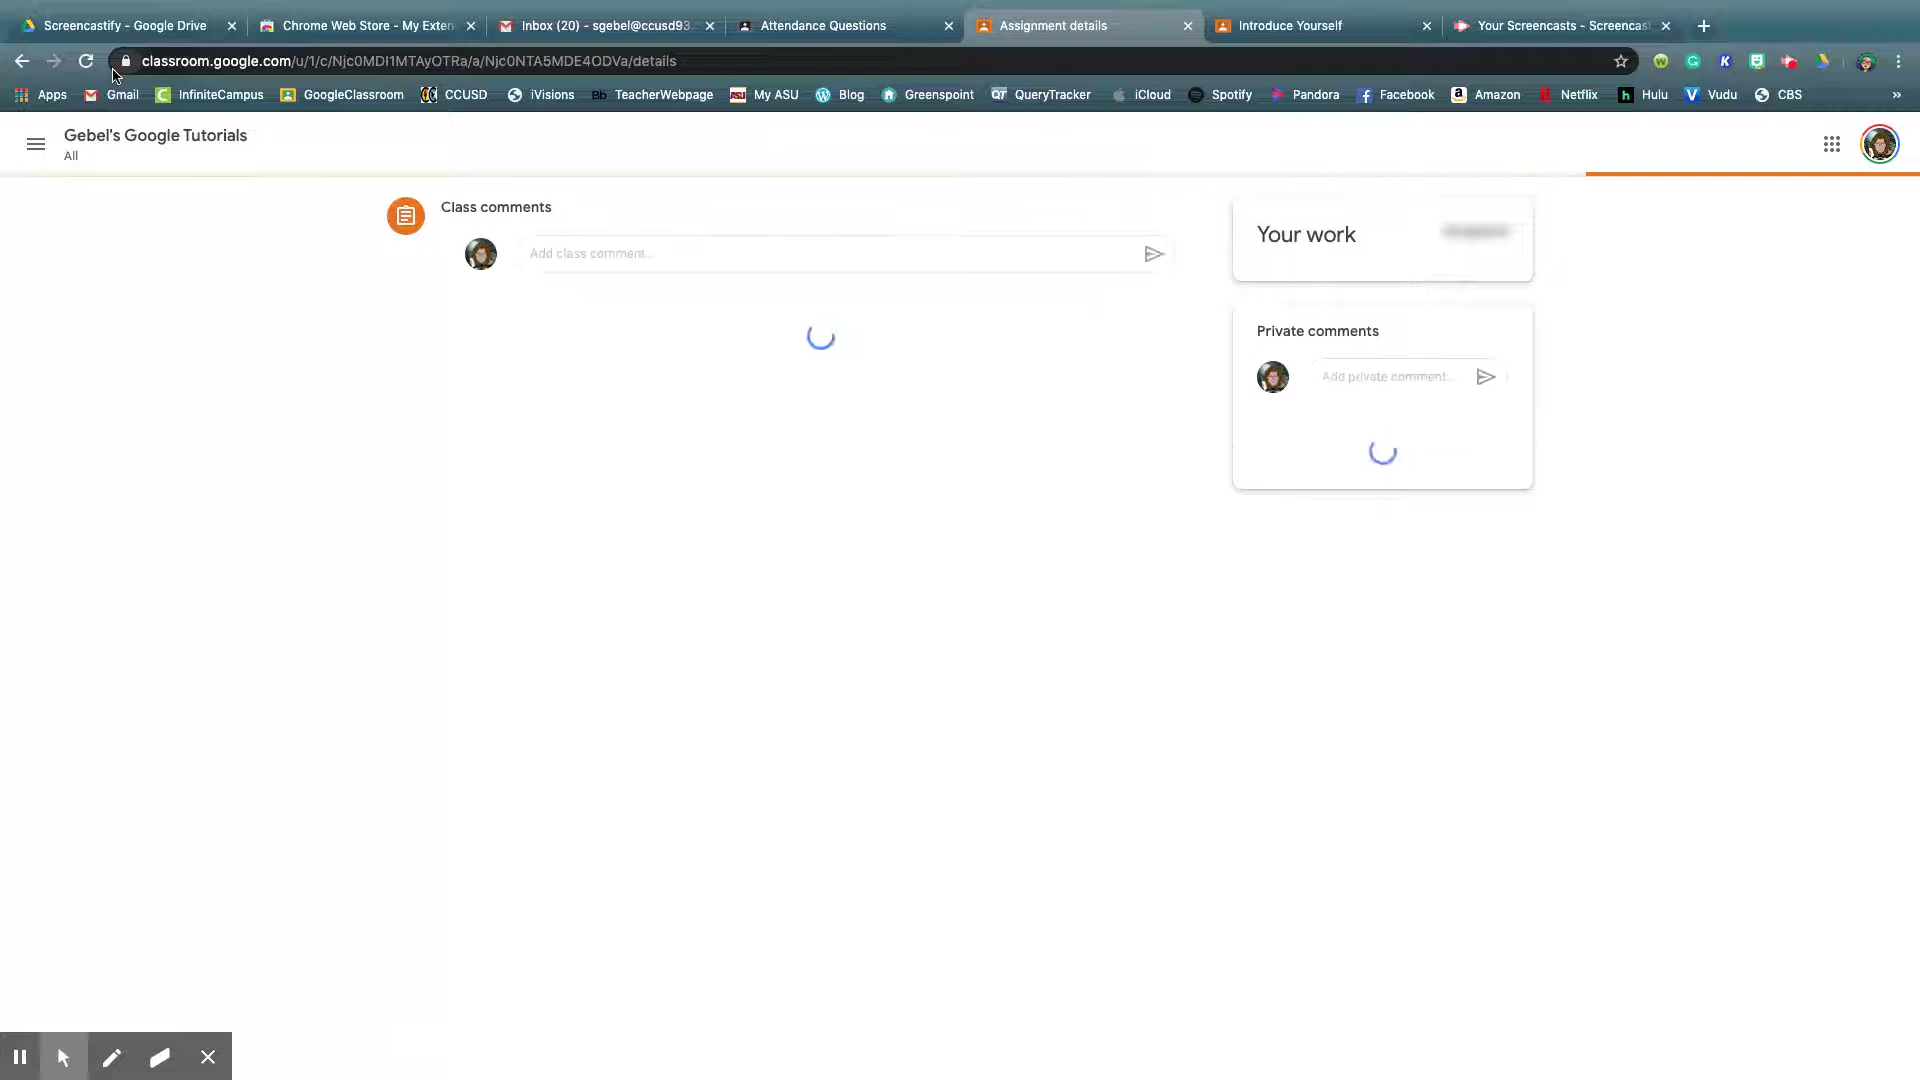 Screencastify - Google Drive
Chrome Web Store - My Exten
Inbox (20) - sgebel@ccusd93
Attendance Questions
Assignment details
Introduce Yourself
Your Screencasts - Screencast
classroom.google.com/u/1/c/Njc0MDI1MTAyOTRa/a/Njc0NTA5MDE4ODVa/details
Apps
Gmail
InfiniteCampus
GoogleClassroom
CCUSD
iVisions
Bb TeacherWebpage
ASU My ASU
Blog
Greenspoint
QT QueryTracker
iCloud
Spotify
Pandora
Facebook
Amazon
Netflix
h Hulu
V Vudu
CBS
»
Gebel's Google Tutorials
All
Class comments
Add class comment...
Your work
Private comments
Add private comment...